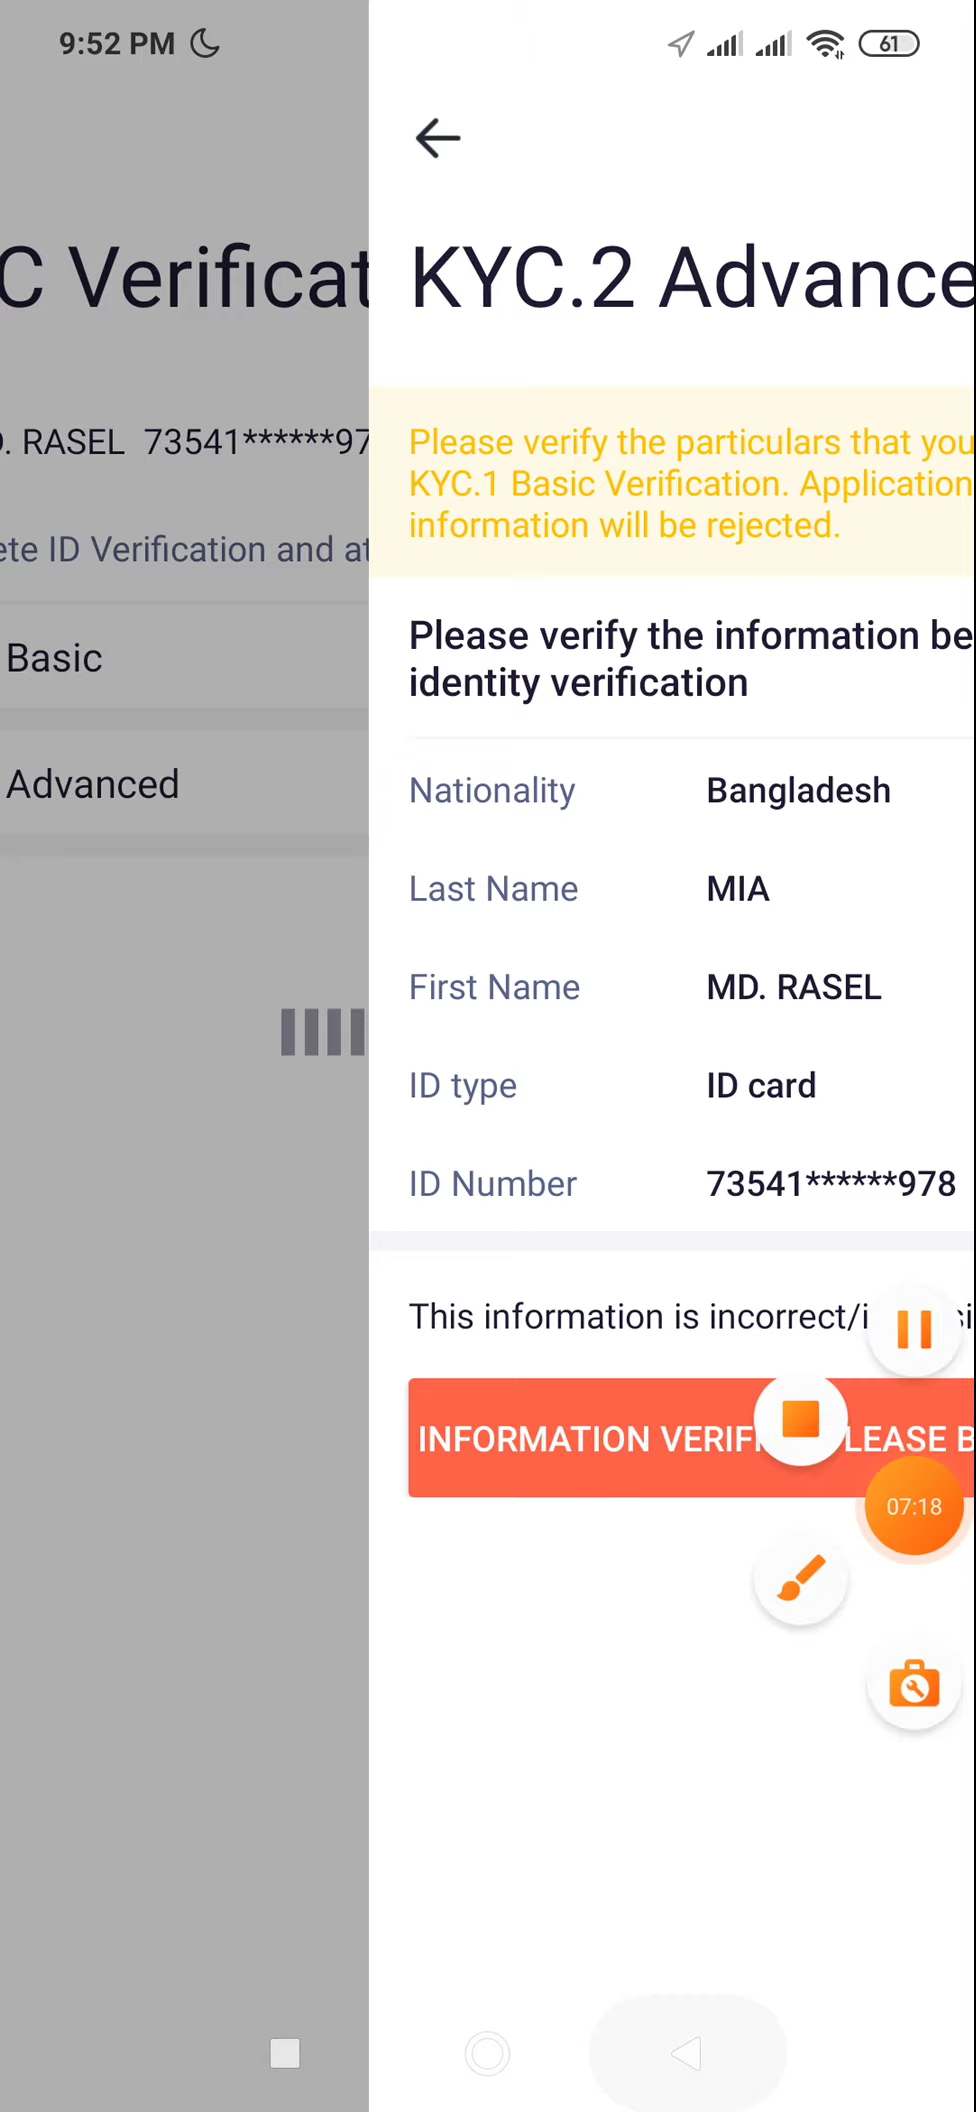 9:52 PM
61
C Verificat
KYC.2 Advance
. RASEL 73541******97
Please verify the particulars that you
KYC.1 Basic Verification. Application
information will be rejected.
ete ID Verification and at
Please verify the information be
identity verification
Basic
Advanced
Nationality Bangladesh
Last Name MIA
First Name MD. RASEL
ID type ID card
ID Number 73541******978
This information is incorrect/i
INFORMATION VERIF LEASE B
07:18